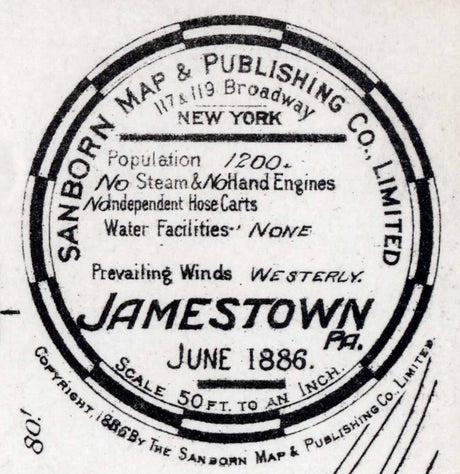 SANBORN MAP & PUBLISHING CO., LIMITED
117 & 119 Broadway
NEW YORK
Population 1200.
No Steam & No Hand Engines
No Independent Hose Carts
Water Facilities·· NONE
Prevailing Winds WESTERLY.
JAMESTOWN
PA.
JUNE 1886.
SCALE 50 FT. TO AN INCH.
COPYRIGHT, 1886 BY THE SANBORN MAP & PUBLISHING CO., LIMITED.
80!